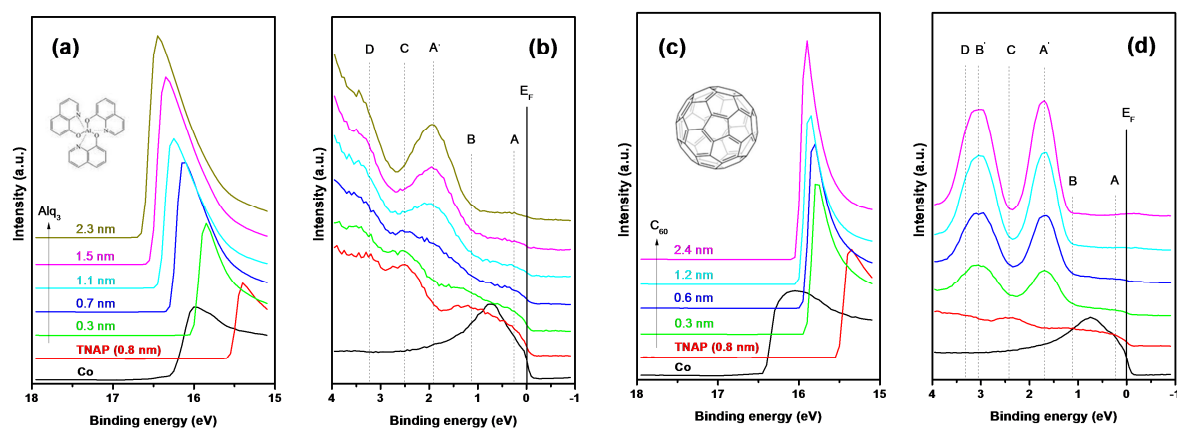 (a)
Alq3
2.3 nm
1.5 nm
1.1 nm
0.7 nm
0.3 nm
TNAP (0.8 nm)
Co
Intensity (a.u.)
18 17 16 15
Binding energy (eV)
(b)
D C A' B A
EF
Intensity (a.u.)
4 3 2 1 0 -1
Binding energy (eV)
(c)
C60
2.4 nm
1.2 nm
0.6 nm
0.3 nm
TNAP (0.8 nm)
Co
Intensity (a.u.)
18 17 16 15
Binding energy (eV)
(d)
D B' C A' B A
EF
Intensity (a.u.)
4 3 2 1 0 -1
Binding energy (eV)